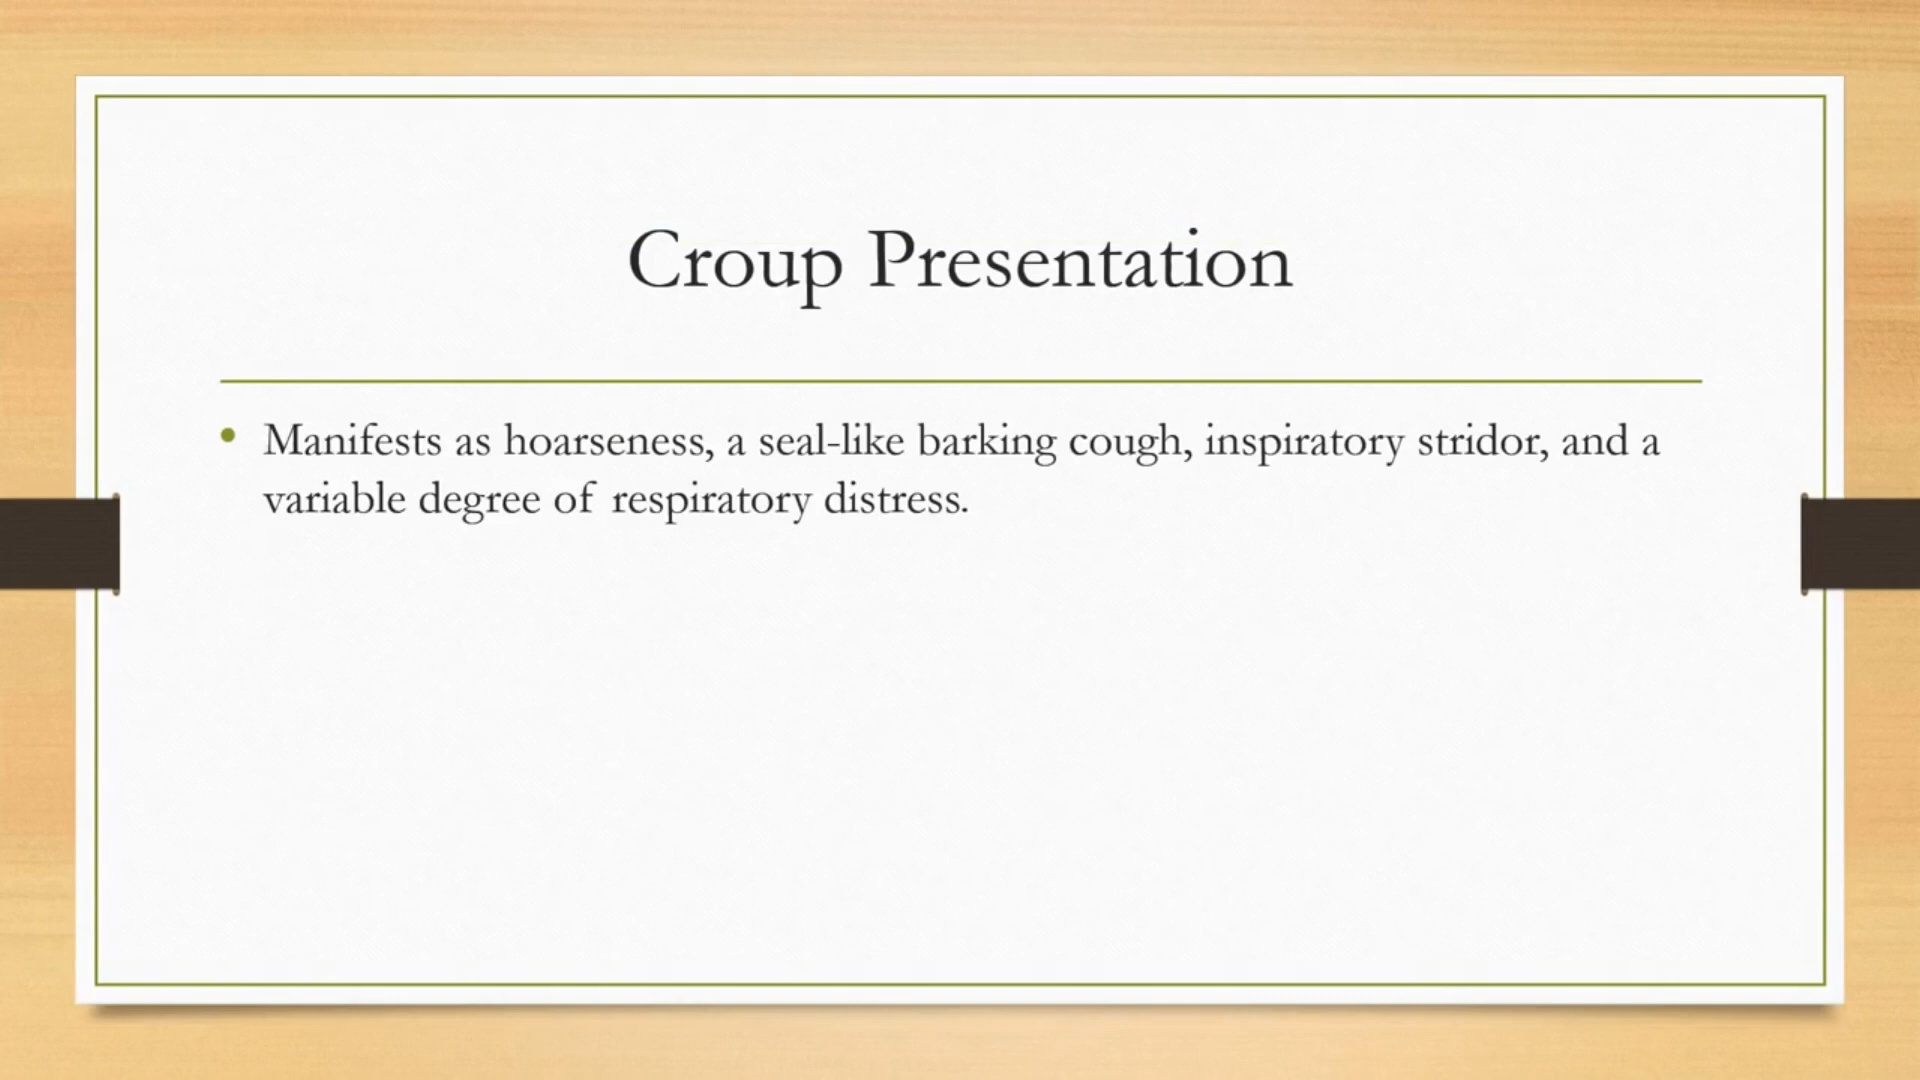 Croup Presentation
• Manifests as hoarseness, a seal-like barking cough, inspiratory stridor, and a
variable degree of respiratory distress.